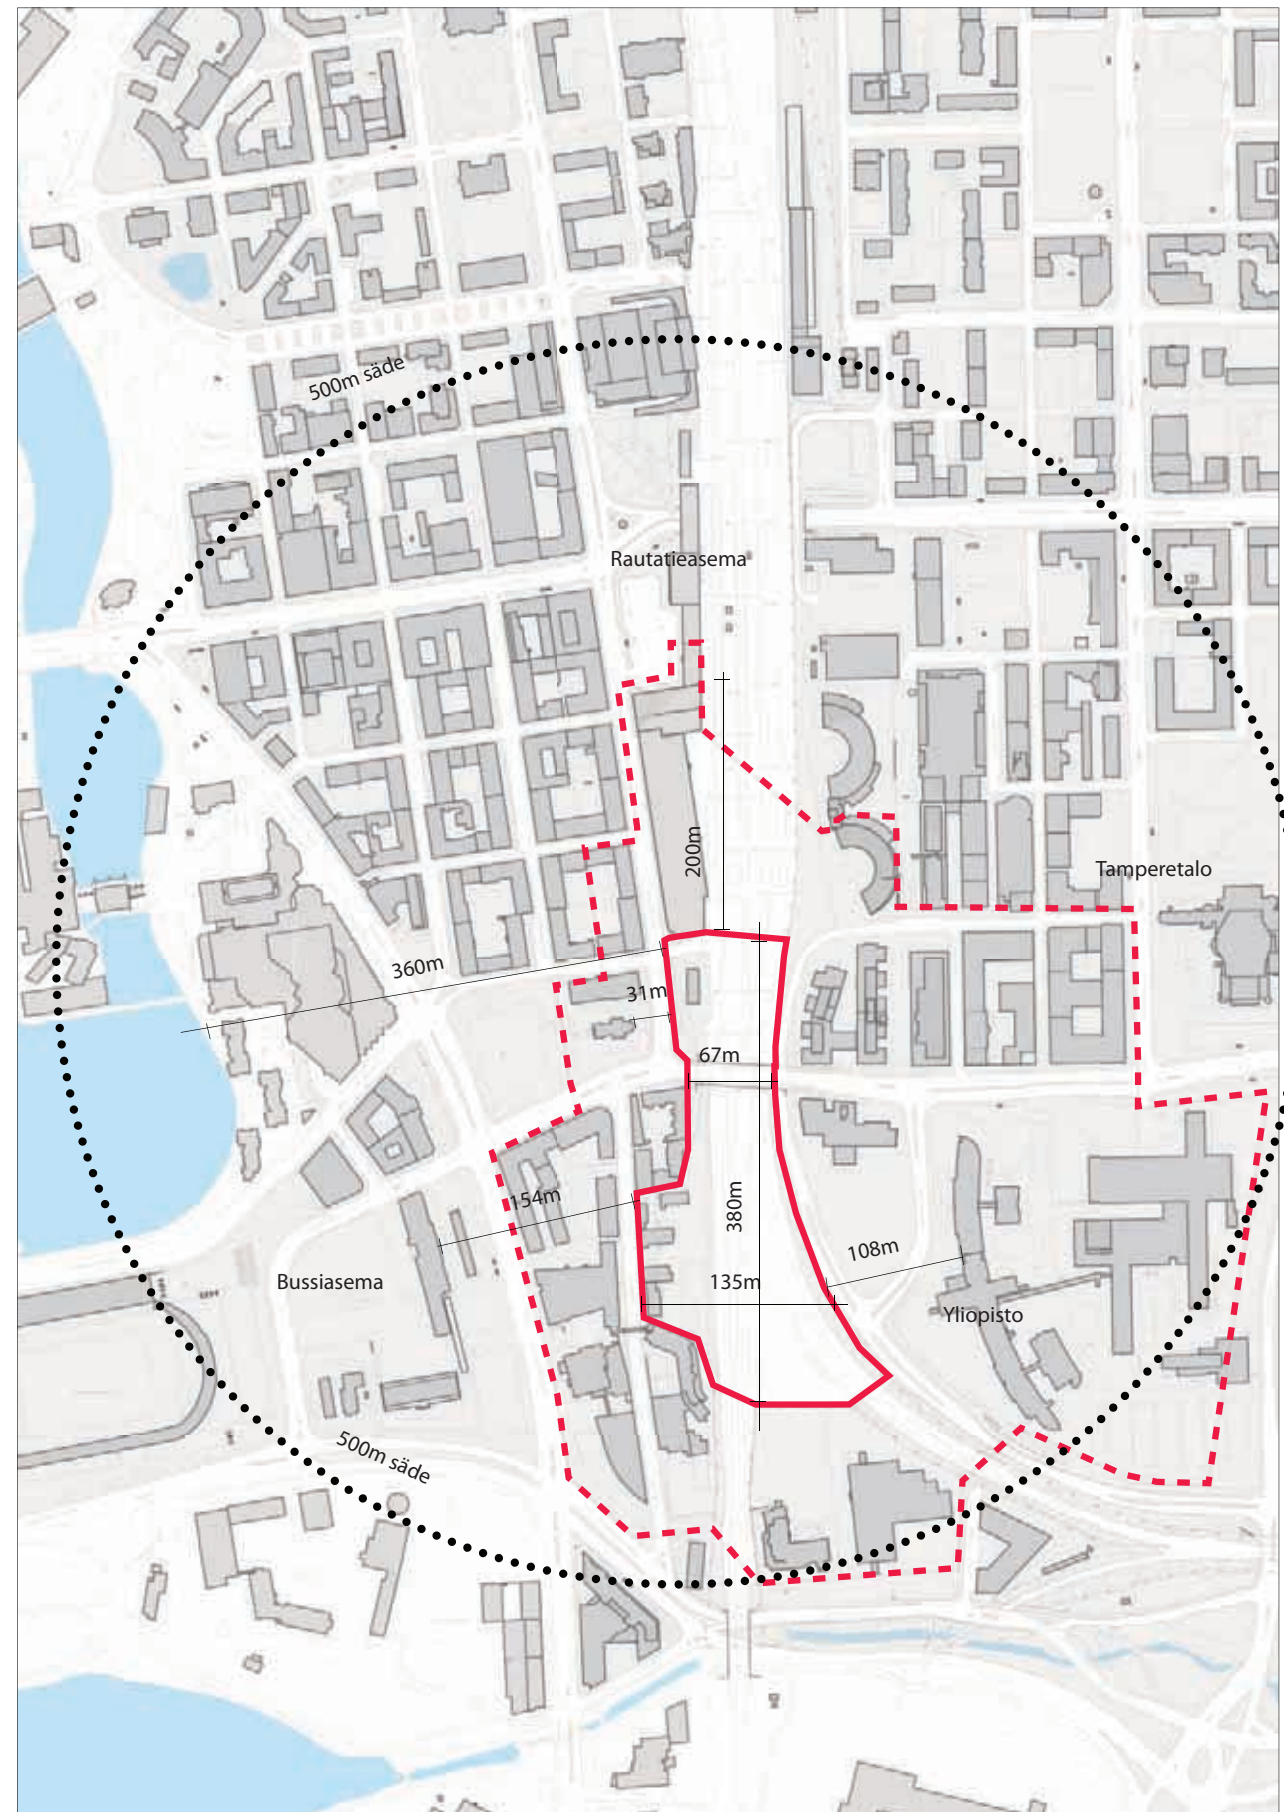 500m säde
Rautatieasema
200m
Tamperetalo
360m
31m
67m
154m
380m
108m
Bussiasema
135m
Yliopisto
500m säde